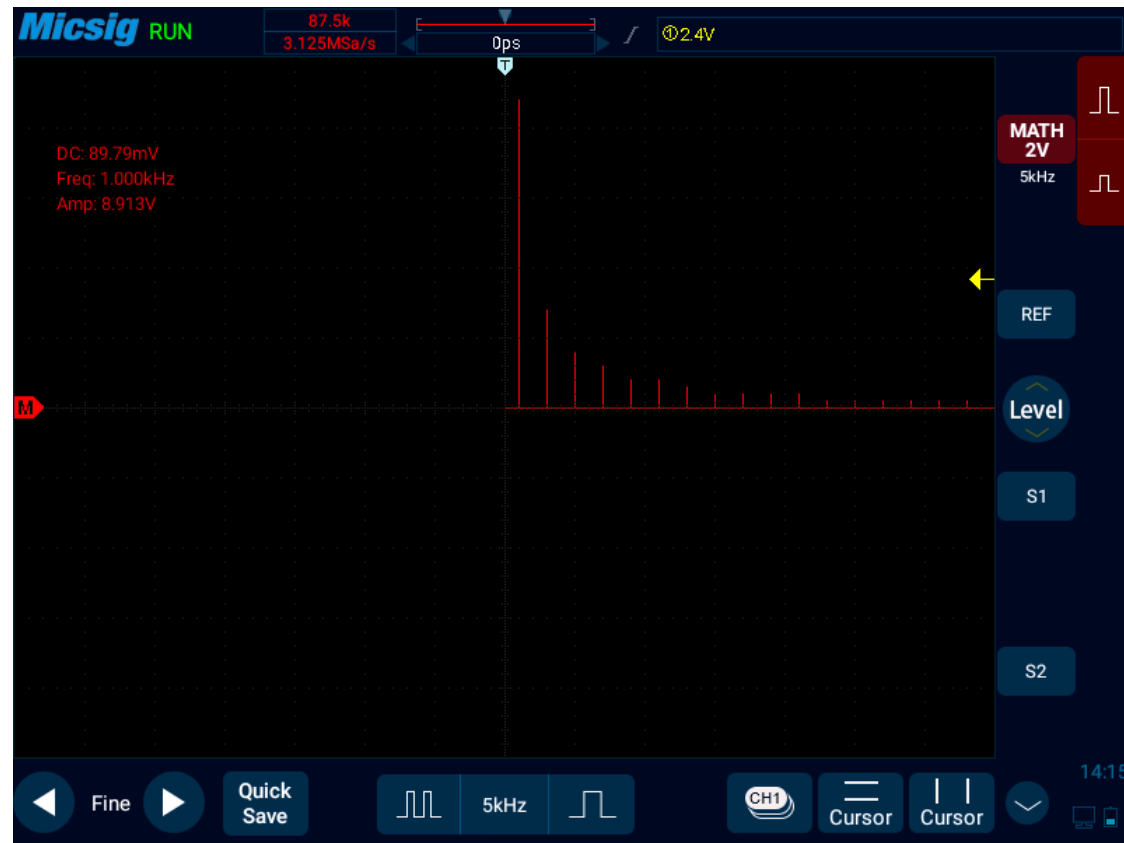 Micsig RUN
87.5k
3.125MSa/s
0ps
①2.4V
T
DC: 89.79mV
Freq: 1.000kHz
Amp: 8.913V
MATH
2V
5kHz
REF
M
Level
S1
S2
14:15
Fine
Quick
Save
5kHz
CH1
Cursor
Cursor